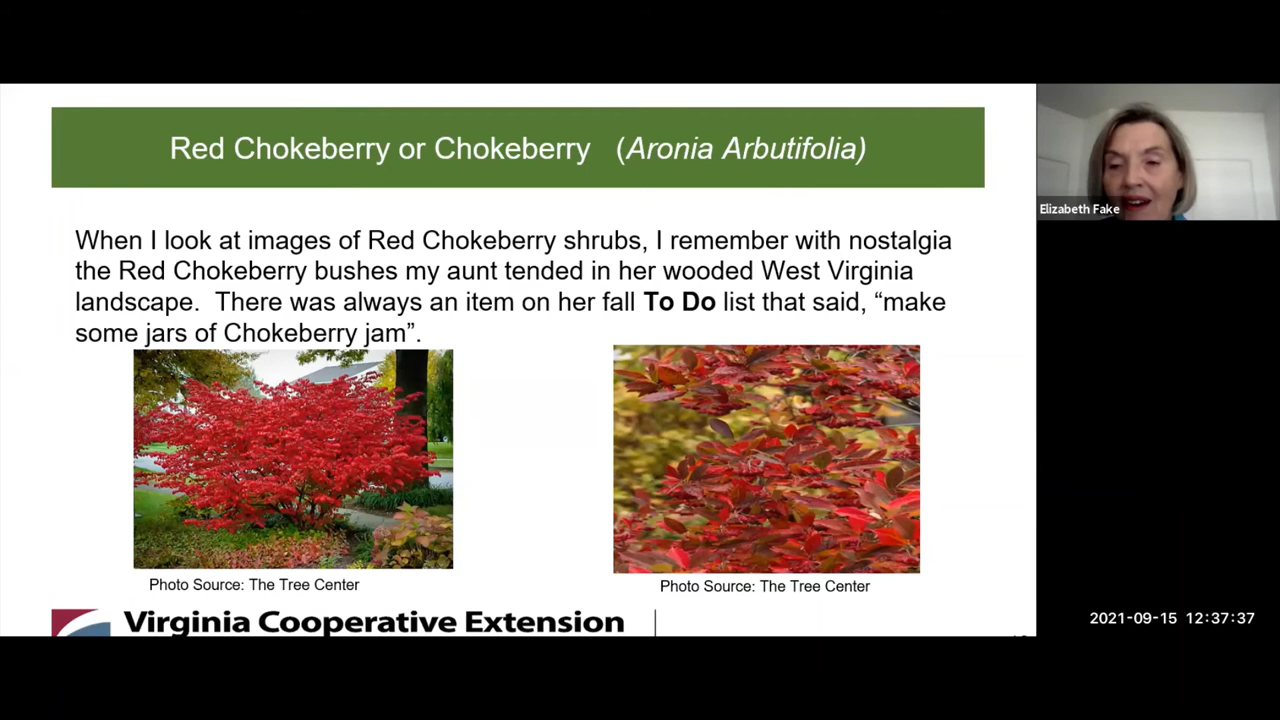 Red Chokeberry or Chokeberry (Aronia Arbutifolia)
When I look at images of Red Chokeberry shrubs, I remember with nostalgia
the Red Chokeberry bushes my aunt tended in her wooded West Virginia
landscape. There was always an item on her fall To Do list that said, “make
some jars of Chokeberry jam”.
Photo Source: The Tree Center
Photo Source: The Tree Center
Virginia Cooperative Extension
Elizabeth Fake
2021-09-15 12:37:37